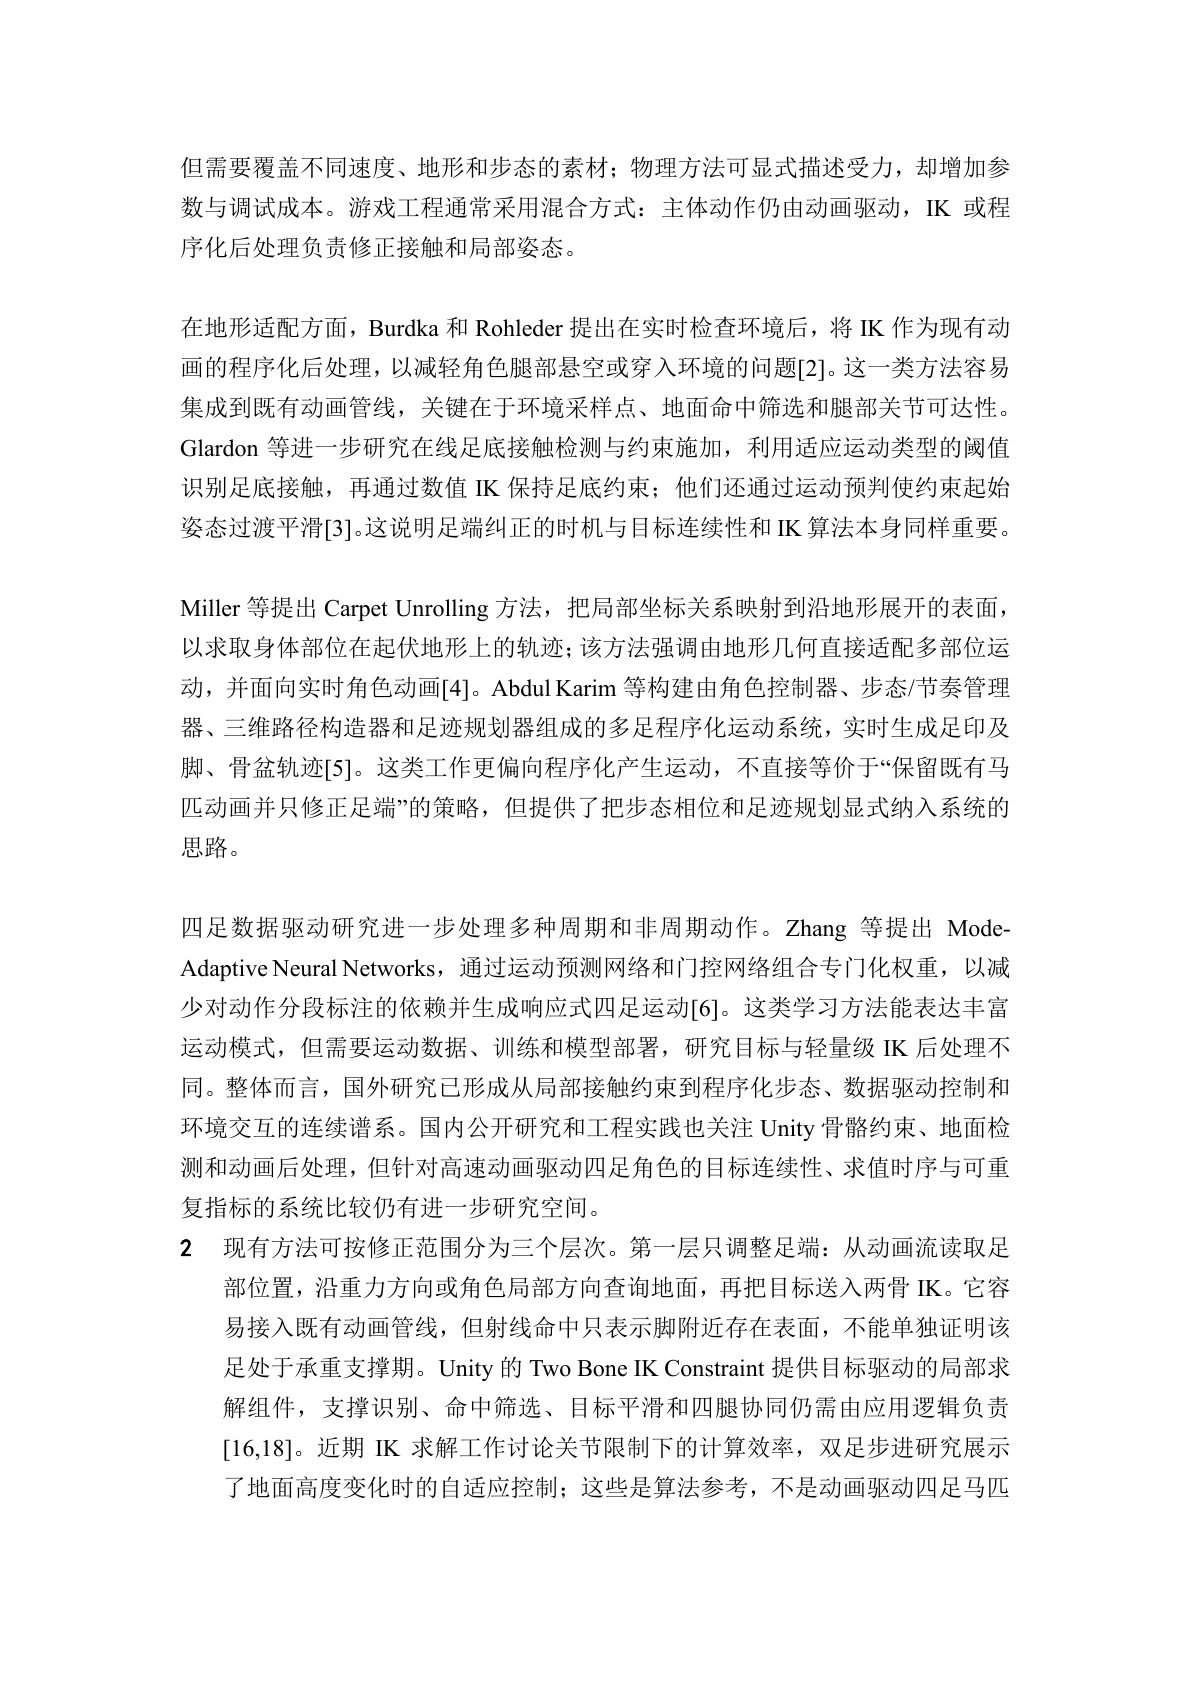 但需要覆盖不同速度、地形和步态的素材；物理方法可显式描述受力，却增加参
数与调试成本。游戏工程通常采用混合方式：主体动作仍由动画驱动，IK 或程
序化后处理负责修正接触和局部姿态。
在地形适配方面，Burdka 和 Rohleder 提出在实时检查环境后，将 IK 作为现有动
画的程序化后处理，以减轻角色腿部悬空或穿入环境的问题[2]。这一类方法容易
集成到既有动画管线，关键在于环境采样点、地面命中筛选和腿部关节可达性。
Glardon 等进一步研究在线足底接触检测与约束施加，利用适应运动类型的阈值
识别足底接触，再通过数值 IK 保持足底约束；他们还通过运动预判使约束起始
姿态过渡平滑[3]。这说明足端纠正的时机与目标连续性和 IK 算法本身同样重要。
Miller 等提出 Carpet Unrolling 方法，把局部坐标关系映射到沿地形展开的表面，
以求取身体部位在起伏地形上的轨迹；该方法强调由地形几何直接适配多部位运
动，并面向实时角色动画[4]。Abdul Karim 等构建由角色控制器、步态/节奏管理
器、三维路径构造器和足迹规划器组成的多足程序化运动系统，实时生成足印及
脚、骨盆轨迹[5]。这类工作更偏向程序化产生运动，不直接等价于“保留既有马
匹动画并只修正足端”的策略，但提供了把步态相位和足迹规划显式纳入系统的
思路。
四足数据驱动研究进一步处理多种周期和非周期动作。Zhang 等提出 Mode-
Adaptive Neural Networks，通过运动预测网络和门控网络组合专门化权重，以减
少对动作分段标注的依赖并生成响应式四足运动[6]。这类学习方法能表达丰富
运动模式，但需要运动数据、训练和模型部署，研究目标与轻量级 IK 后处理不
同。整体而言，国外研究已形成从局部接触约束到程序化步态、数据驱动控制和
环境交互的连续谱系。国内公开研究和工程实践也关注 Unity 骨骼约束、地面检
测和动画后处理，但针对高速动画驱动四足角色的目标连续性、求值时序与可重
复指标的系统比较仍有进一步研究空间。
2 现有方法可按修正范围分为三个层次。第一层只调整足端：从动画流读取足
部位置，沿重力方向或角色局部方向查询地面，再把目标送入两骨 IK。它容
易接入既有动画管线，但射线命中只表示脚附近存在表面，不能单独证明该
足处于承重支撑期。Unity 的 Two Bone IK Constraint 提供目标驱动的局部求
解组件，支撑识别、命中筛选、目标平滑和四腿协同仍需由应用逻辑负责
[16,18]。近期 IK 求解工作讨论关节限制下的计算效率，双足步进研究展示
了地面高度变化时的自适应控制；这些是算法参考，不是动画驱动四足马匹